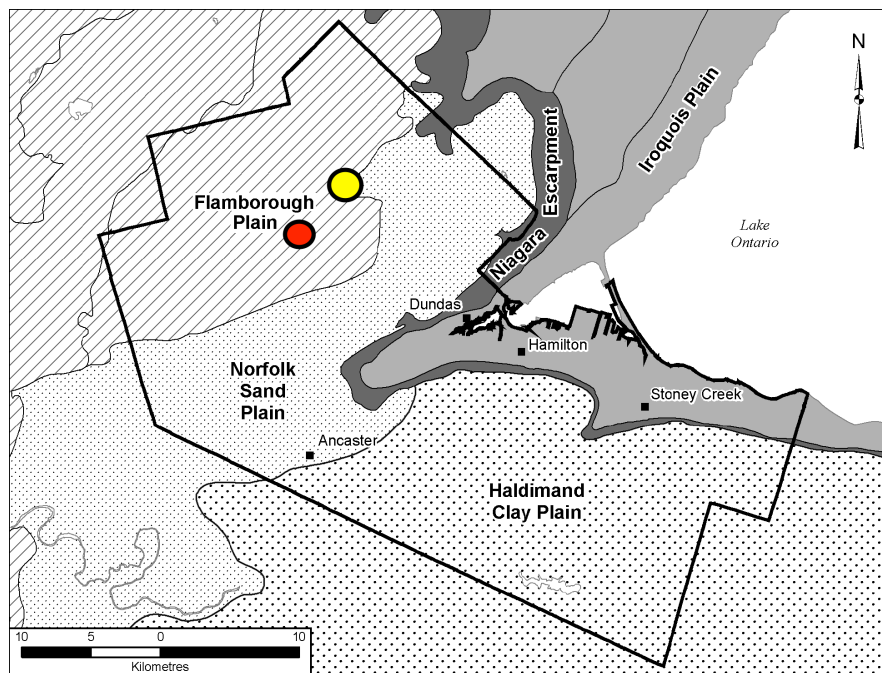 N
Iroquois Plain
Escarpment
Niagara
Lake
Ontario
Flamborough
Plain
Dundas
Hamilton
Norfolk
Sand
Plain
Stoney Creek
Ancaster
Haldimand
Clay Plain
10 5 0 10
Kilometres